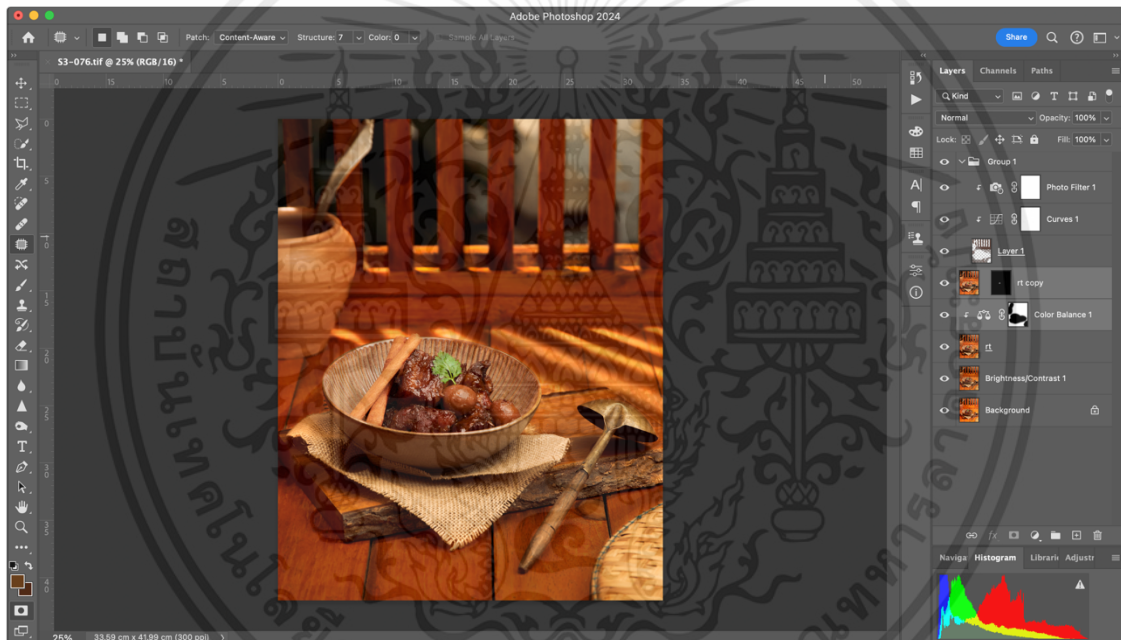 Adobe Photoshop 2024
Patch: Content-Aware Structure: 7 Color: 0 Sample All Layers Share
S3-076.tif @ 25% (RGB/16) *
Layers Channels Paths
Kind
Normal Opacity: 100%
Lock: Fill: 100%
Group 1
Photo Filter 1
Curves 1
Layer 1
rt copy
Color Balance 1
rt
Brightness/Contrast 1
Background
Naviga Histogram Librari Adjustr
25% 33.59 cm x 41.99 cm (300 ppi)